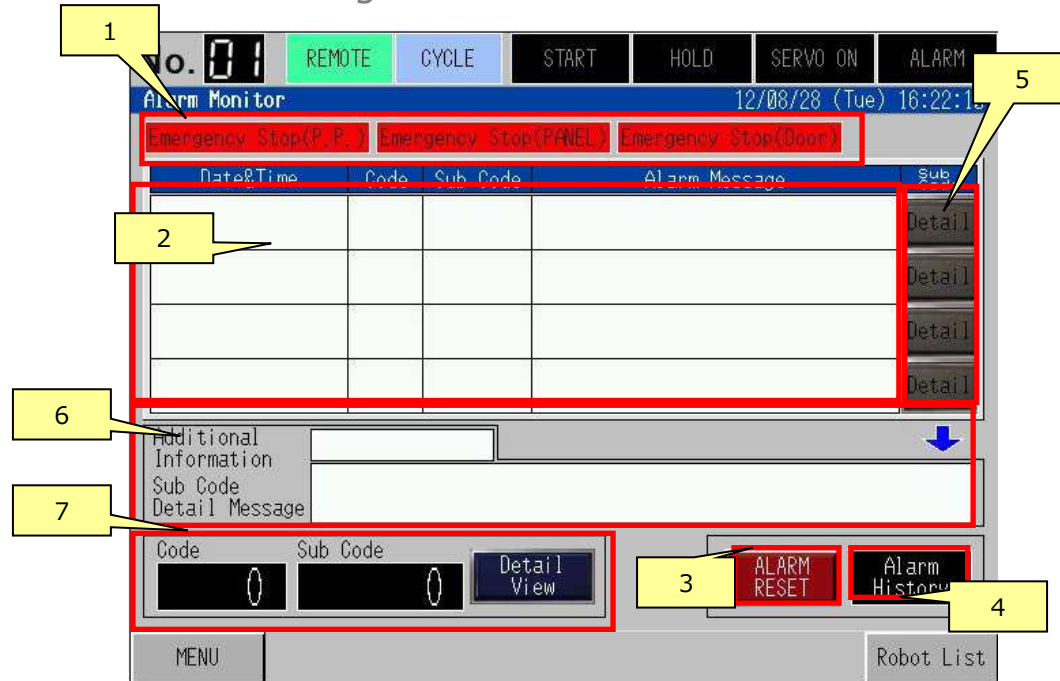 1
No. 01 REMOTE CYCLE START HOLD SERVO ON ALARM
5
Alarm Monitor 12/08/28 (Tue) 16:22:1
Emergency Stop(P.P.) Emergency Stop(PANEL) Emergency Stop(Door)
Date&Time Code Sub Code Alarm Message Sub Code
Detail
2
Detail
Detail
Detail
6
Additional
Information
Sub Code
Detail Message
7
Code Sub Code
0 0 Detail
View
3
ALARM
RESET
Alarm
History
4
MENU Robot List